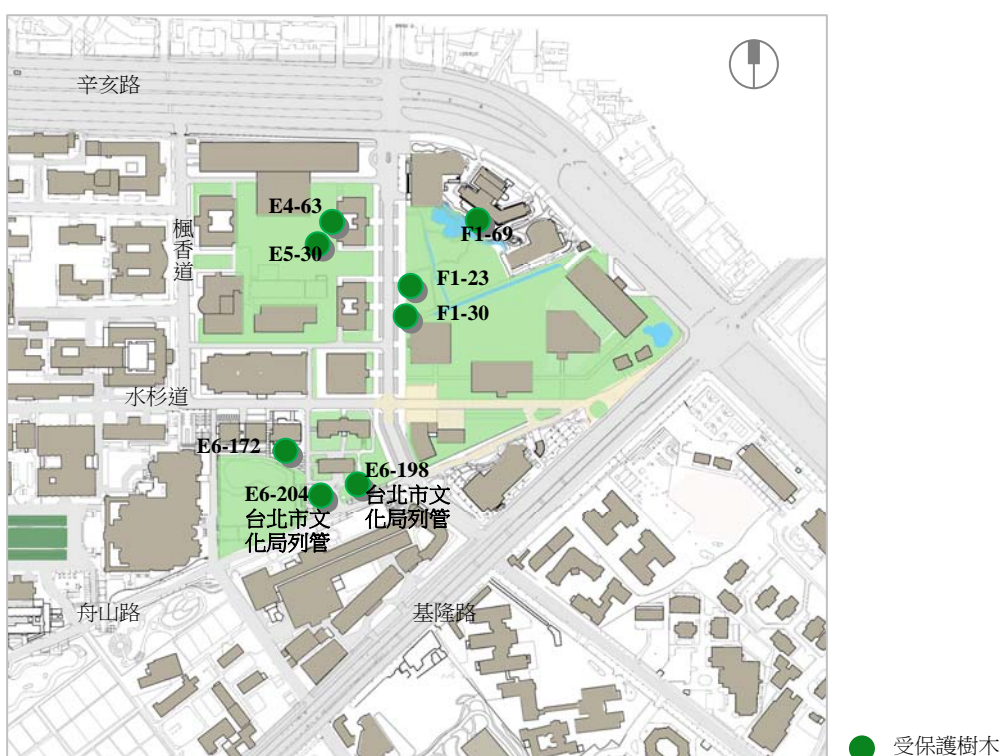 辛亥路
E4-63
楓香道
F1-69
E5-30
F1-23
F1-30
水杉道
E6-172
E6-198
台北市文
化局列管
E6-204
台北市文
化局列管
舟山路
基隆路
受保護樹木